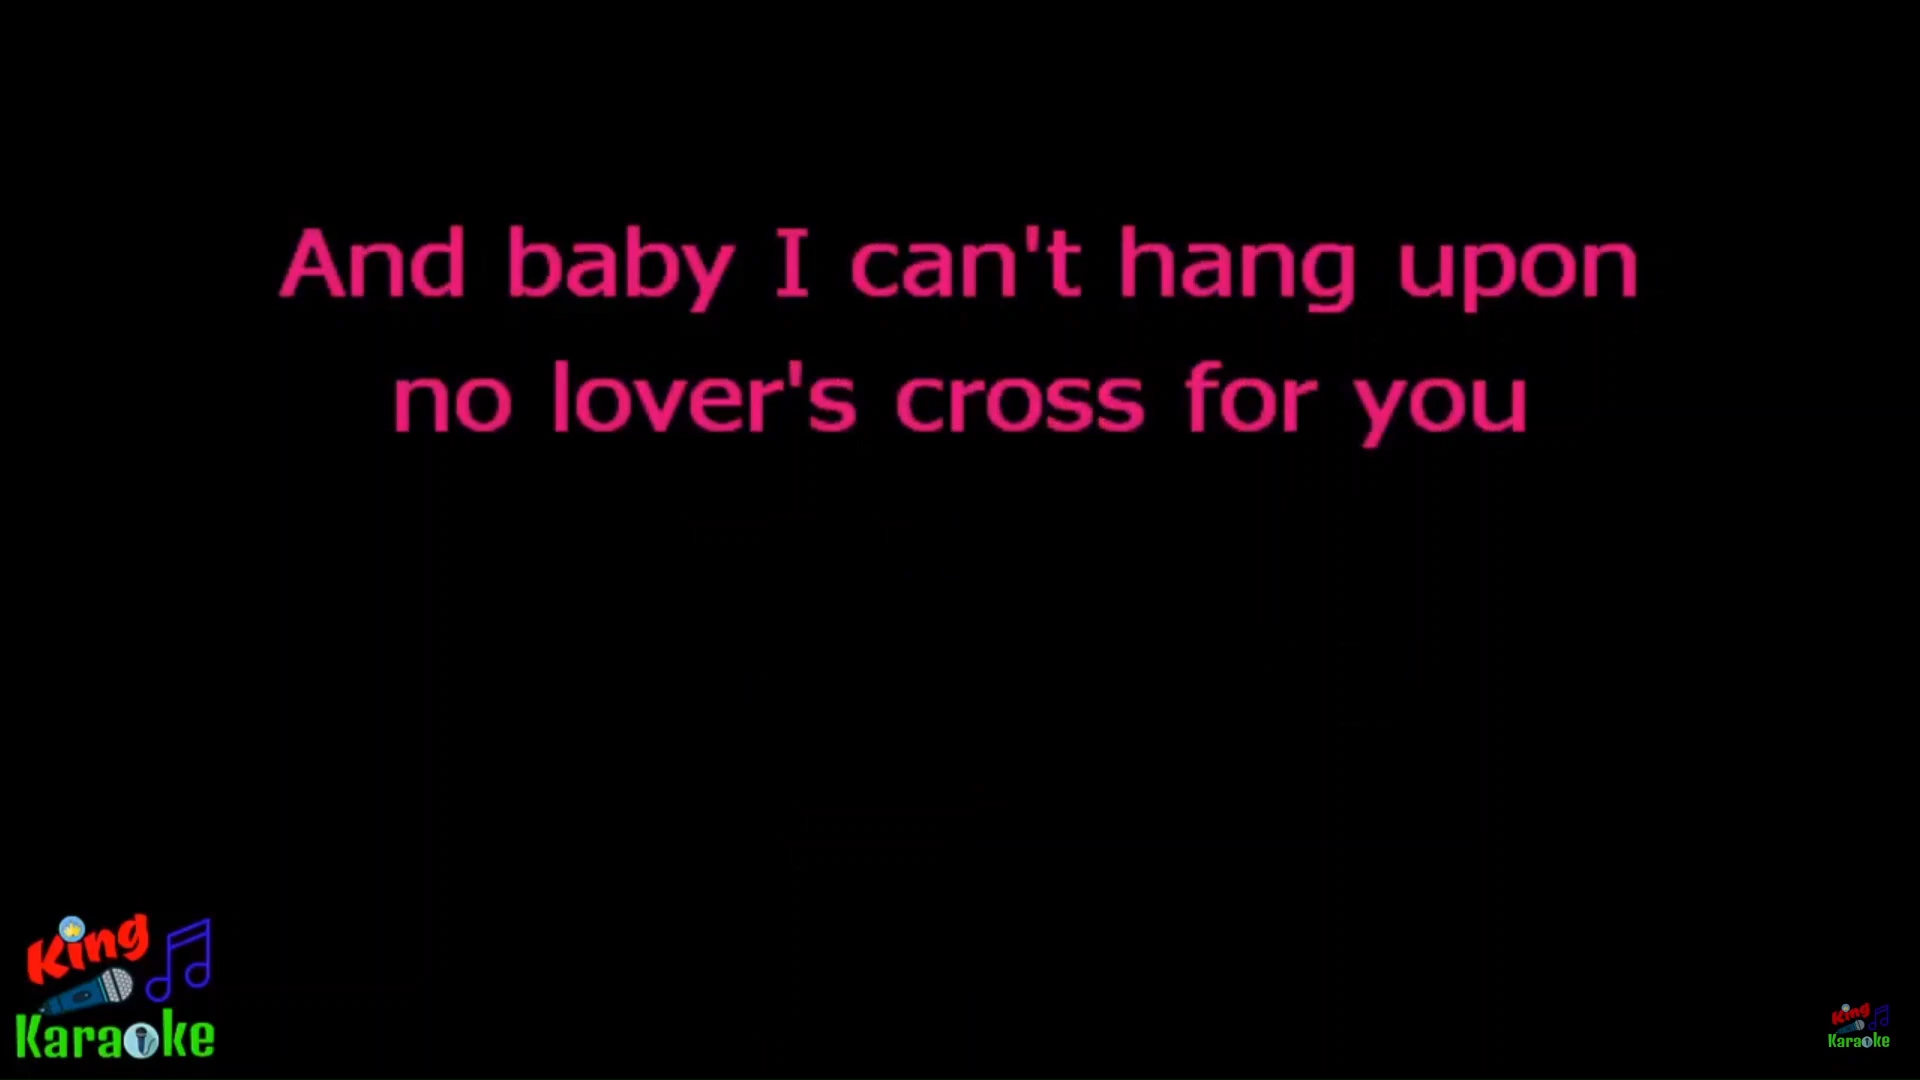 And baby I can't hang upon
no lover's cross for you
King
Karaoke
King
Karaoke